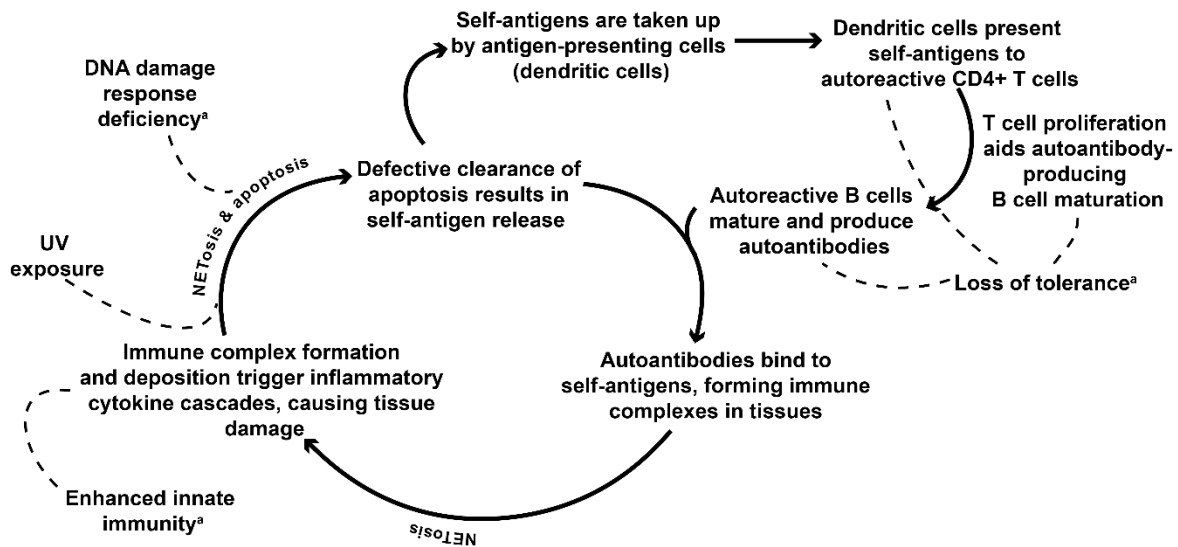 Self-antigens are taken up
by antigen-presenting cells
(dendritic cells)
Dendritic cells present
self-antigens to
autoreactive CD4+ T cells
DNA damage
response
deficiencyᵃ
T cell proliferation
aids autoantibody-
producing
B cell maturation
NETosis & apoptosis
Defective clearance of
apoptosis results in
self-antigen release
Autoreactive B cells
mature and produce
autoantibodies
UV
exposure
Loss of toleranceᵃ
Immune complex formation
and deposition trigger inflammatory
cytokine cascades, causing tissue
damage
Autoantibodies bind to
self-antigens, forming immune
complexes in tissues
Enhanced innate
immunityᵃ
NETosis